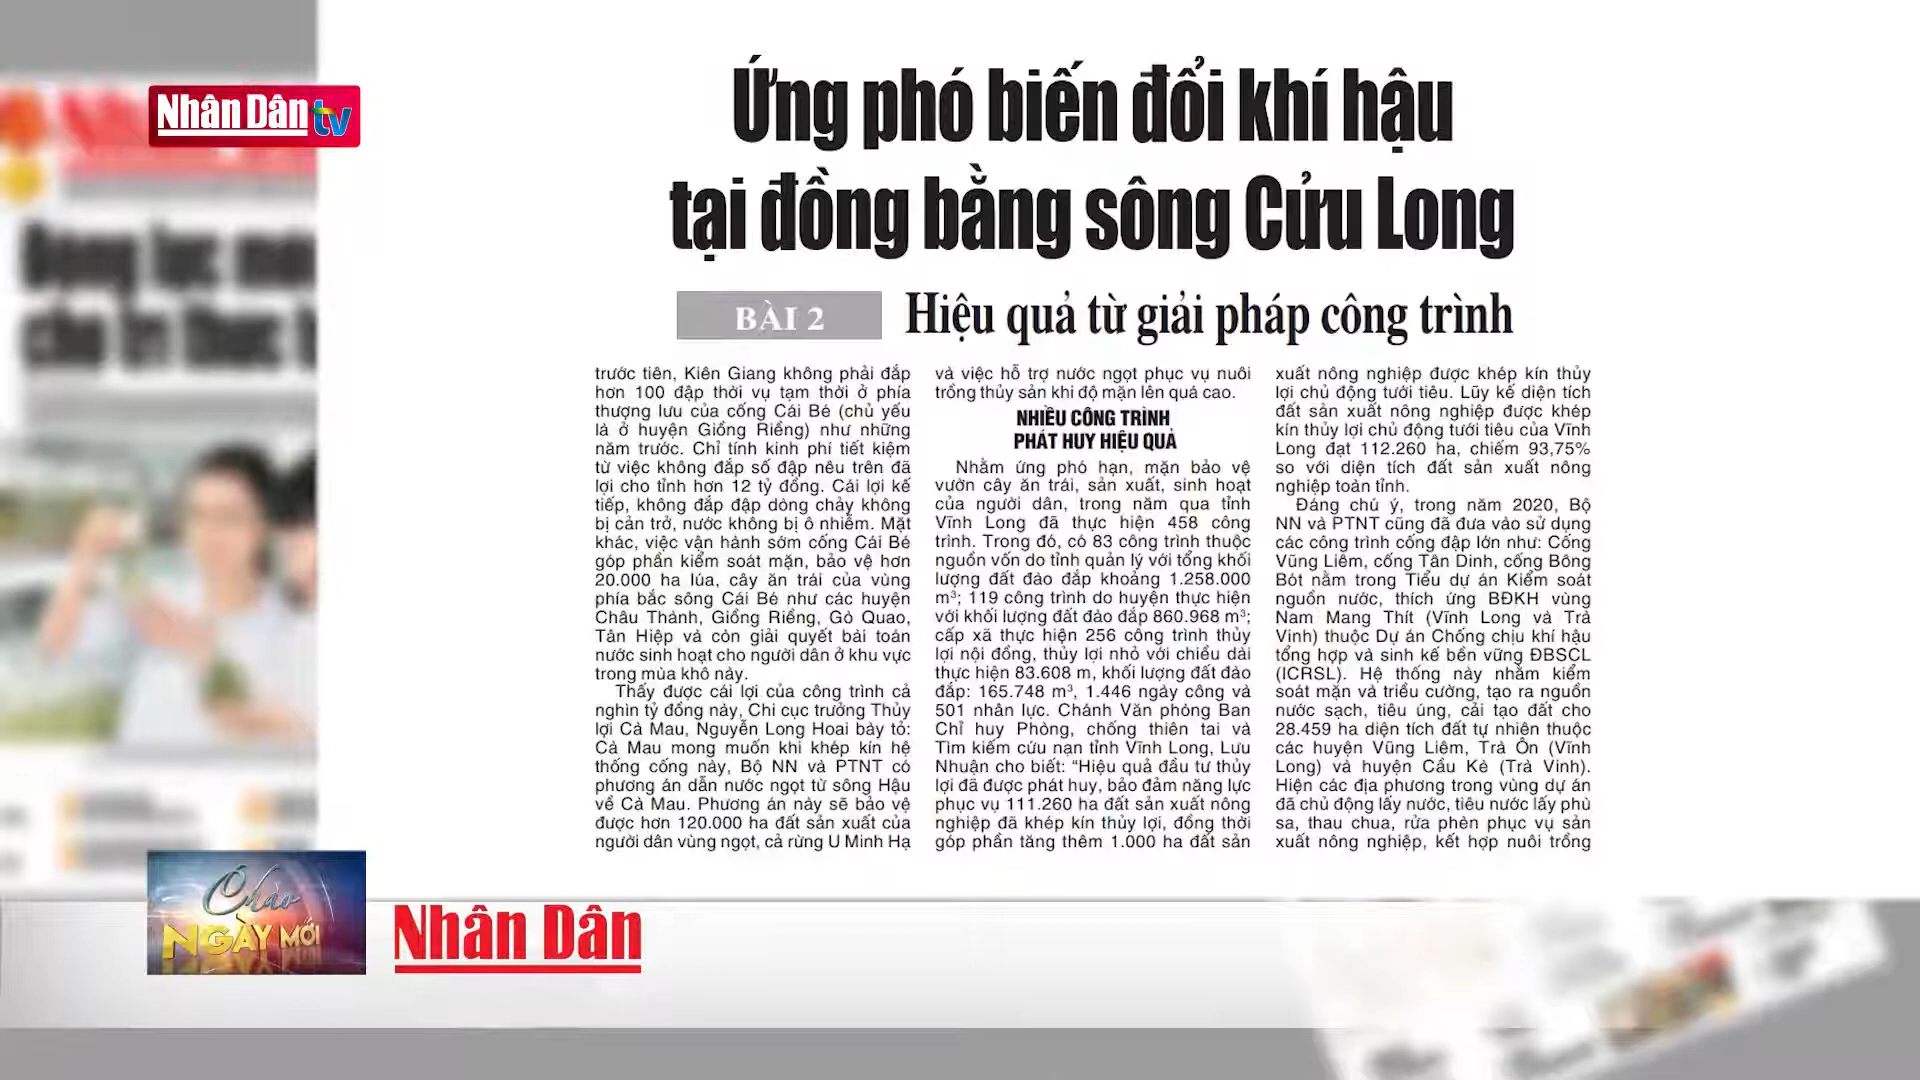 Nhân Dân tv
Ứng phó biến đổi khí hậu
tại đồng bằng sông Cửu Long
BÀI 2
Hiệu quả từ giải pháp công trình
trước tiên, Kiên Giang không phải đắp
hơn 100 đập thời vụ tạm thời ở phía
thượng lưu của cống Cái Bé (chủ yếu
là ở huyện Giồng Riềng) như những
năm trước. Chỉ tính kinh phí tiết kiệm
từ việc không đắp số đập nêu trên đã
lợi cho tỉnh hơn 12 tỷ đồng. Cái lợi kế
tiếp, không đắp đập dòng chảy không
bị cản trở, nước không bị ô nhiễm. Mặt
khác, việc vận hành sớm cống Cái Bé
góp phần kiểm soát mặn, bảo vệ hơn
20.000 ha lúa, cây ăn trái của vùng
phía bắc sông Cái Bé như các huyện
Châu Thành, Giồng Riềng, Gò Quao,
Tân Hiệp và còn giải quyết bài toán
nước sinh hoạt cho người dân ở khu vực
trong mùa khô này.
Thấy được cái lợi của công trình cả
nghìn tỷ đồng này, Chi cục trưởng Thủy
lợi Cà Mau, Nguyễn Long Hoai bày tỏ:
Cà Mau mong muốn khi khép kín hệ
thống cống này, Bộ NN và PTNT có
phương án dẫn nước ngọt từ sông Hậu
về Cà Mau. Phương án này sẽ bảo vệ
được hơn 120.000 ha đất sản xuất của
người dân vùng ngọt, cả rừng U Minh Hạ
và việc hỗ trợ nước ngọt phục vụ nuôi
trồng thủy sản khi độ mặn lên quá cao.
NHIỀU CÔNG TRÌNH
PHÁT HUY HIỆU QUẢ
Nhằm ứng phó hạn, mặn bảo vệ
vườn cây ăn trái, sản xuất, sinh hoạt
của người dân, trong năm qua tỉnh
Vĩnh Long đã thực hiện 458 công
trình. Trong đó, có 83 công trình thuộc
nguồn vốn do tỉnh quản lý với tổng khối
lượng đất đào đắp khoảng 1.258.000
m³; 119 công trình do huyện thực hiện
với khối lượng đất đào đắp 860.968 m³;
cấp xã thực hiện 256 công trình thủy
lợi nội đồng, thủy lợi nhỏ với chiều dài
thực hiện 83.608 m, khối lượng đất đào
đắp: 165.748 m³, 1.446 ngày công và
501 nhân lực. Chánh Văn phòng Ban
Chỉ huy Phòng, chống thiên tai và
Tìm kiếm cứu nạn tỉnh Vĩnh Long, Lưu
Nhuận cho biết: “Hiệu quả đầu tư thủy
lợi đã được phát huy, bảo đảm năng lực
phục vụ 111.260 ha đất sản xuất nông
nghiệp đã khép kín thủy lợi, đồng thời
góp phần tăng thêm 1.000 ha đất sản
xuất nông nghiệp được khép kín thủy
lợi chủ động tưới tiêu. Lũy kế diện tích
đất sản xuất nông nghiệp được khép
kín thủy lợi chủ động tưới tiêu của Vĩnh
Long đạt 112.260 ha, chiếm 93,75%
so với diện tích đất sản xuất nông
nghiệp toàn tỉnh.
Đáng chú ý, trong năm 2020, Bộ
NN và PTNT cũng đã đưa vào sử dụng
các công trình cống đập lớn như: Cống
Vũng Liêm, cống Tân Dinh, cống Bông
Bót nằm trong Tiểu dự án Kiểm soát
nguồn nước, thích ứng BĐKH vùng
Nam Mang Thít (Vĩnh Long và Trà
Vinh) thuộc Dự án Chống chịu khí hậu
tổng hợp và sinh kế bền vững ĐBSCL
(ICRSL). Hệ thống này nhằm kiểm
soát mặn và triều cường, tạo ra nguồn
nước sạch, tiêu úng, cải tạo đất cho
28.459 ha diện tích đất tự nhiên thuộc
các huyện Vũng Liêm, Trà Ôn (Vĩnh
Long) và huyện Cầu Kè (Trà Vinh).
Hiện các địa phương trong vùng dự án
đã chủ động lấy nước, tiêu nước lấy phù
sa, thau chua, rửa phèn phục vụ sản
xuất nông nghiệp, kết hợp nuôi trồng
Chào
NGÀY MỚI
Nhân Dân